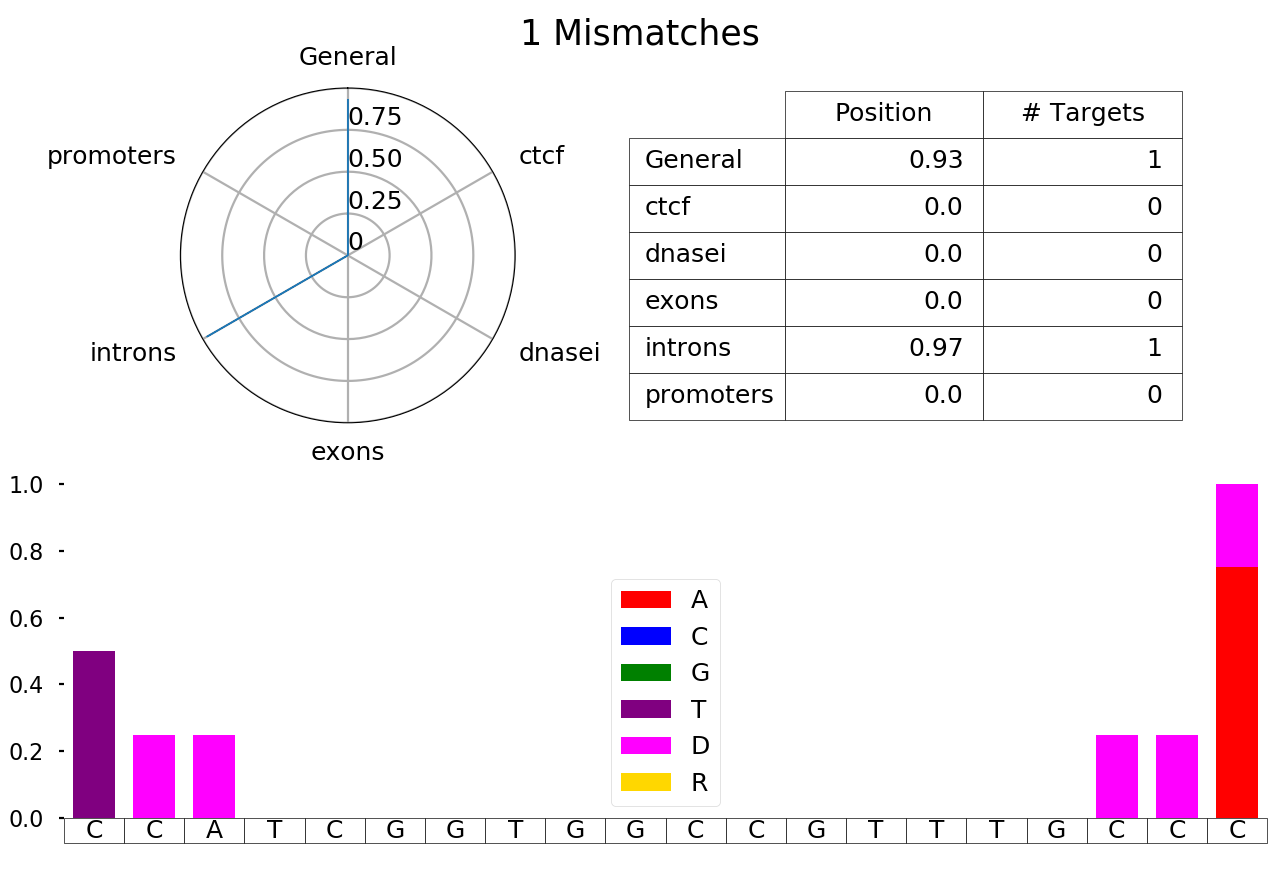 1 Mismatches
General
promoters
ctcf
0.75
0.50
0.25
0
introns
dnasei
exons
Position # Targets
General 0.93 1
ctcf 0.0 0
dnasei 0.0 0
exons 0.0 0
introns 0.97 1
promoters 0.0 0
1.0
0.8
0.6
0.4
0.2
0.0
A
C
G
T
D
R
C C A T C G G T G G C C G T T T G C C C